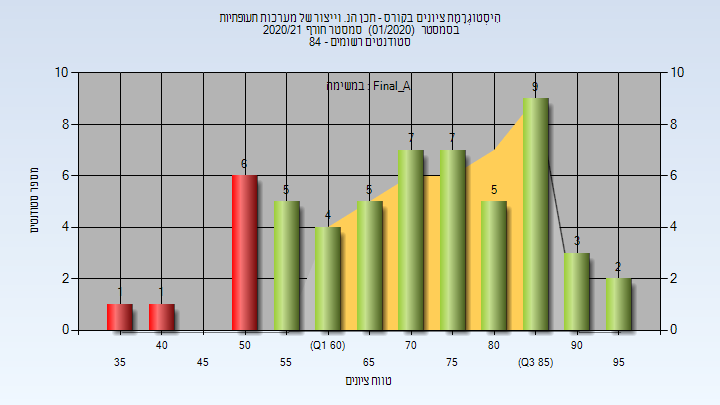 היסטוגרמת ציונים בקורס - תכן הנ. וייצור של מערכות תעופתיות
בסמסטר (01/2020) סמסטר חורף 2020/21
סטודנטים רשומים - 84
במשימה : Final_A
מספר סטודנטים
10 10
8 8
6 6
4 4
2 2
0 0
1 1 6 5 4 5 7 7 5 9 3 2
40 50 (Q1 60) 70 80 90
35 45 55 65 75 (Q3 85) 95
טווח ציונים